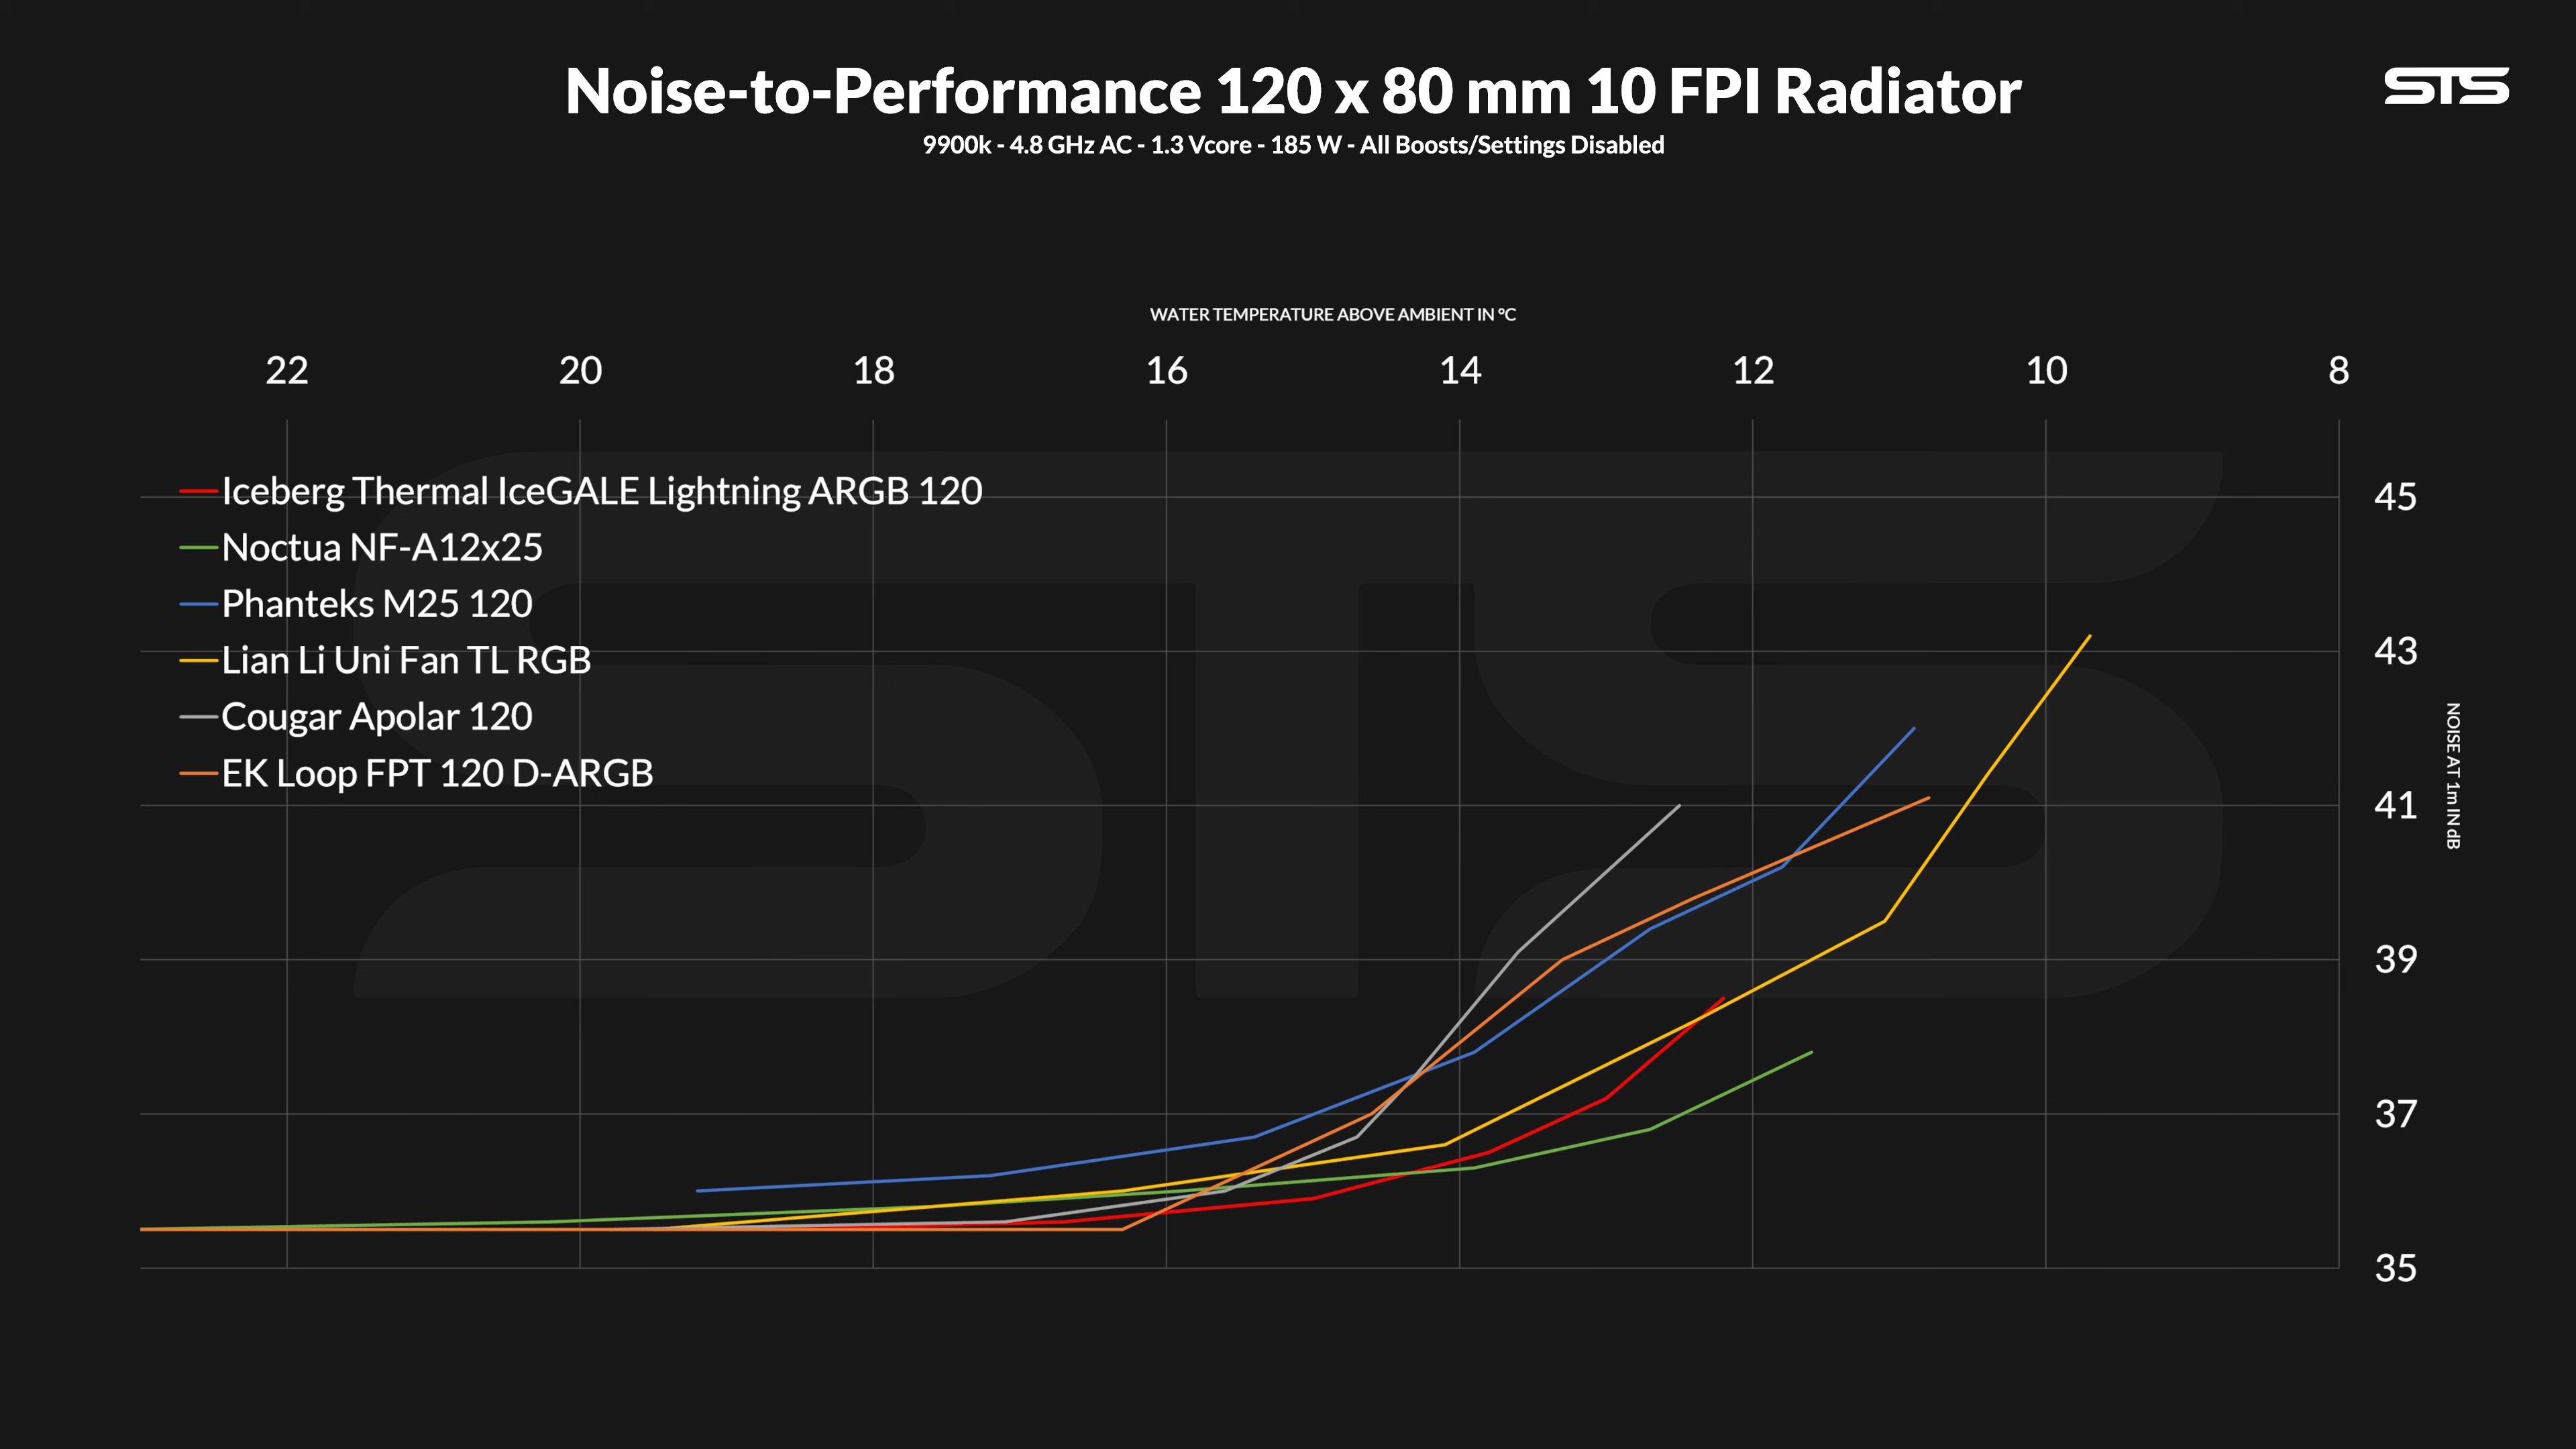 Noise-to-Performance 120 x 80 mm 10 FPI Radiator
STS
9900k - 4.8 GHz AC - 1.3 Vcore - 185 W - All Boosts/Settings Disabled
WATER TEMPERATURE ABOVE AMBIENT IN °C
22 20 18 16 14 12 10 8
Iceberg Thermal IceGALE Lightning ARGB 120
Noctua NF-A12x25
Phanteks M25 120
Lian Li Uni Fan TL RGB
Cougar Apolar 120
EK Loop FPT 120 D-ARGB
STS
45
43
41
39
37
35
NOISE AT 1m IN dB